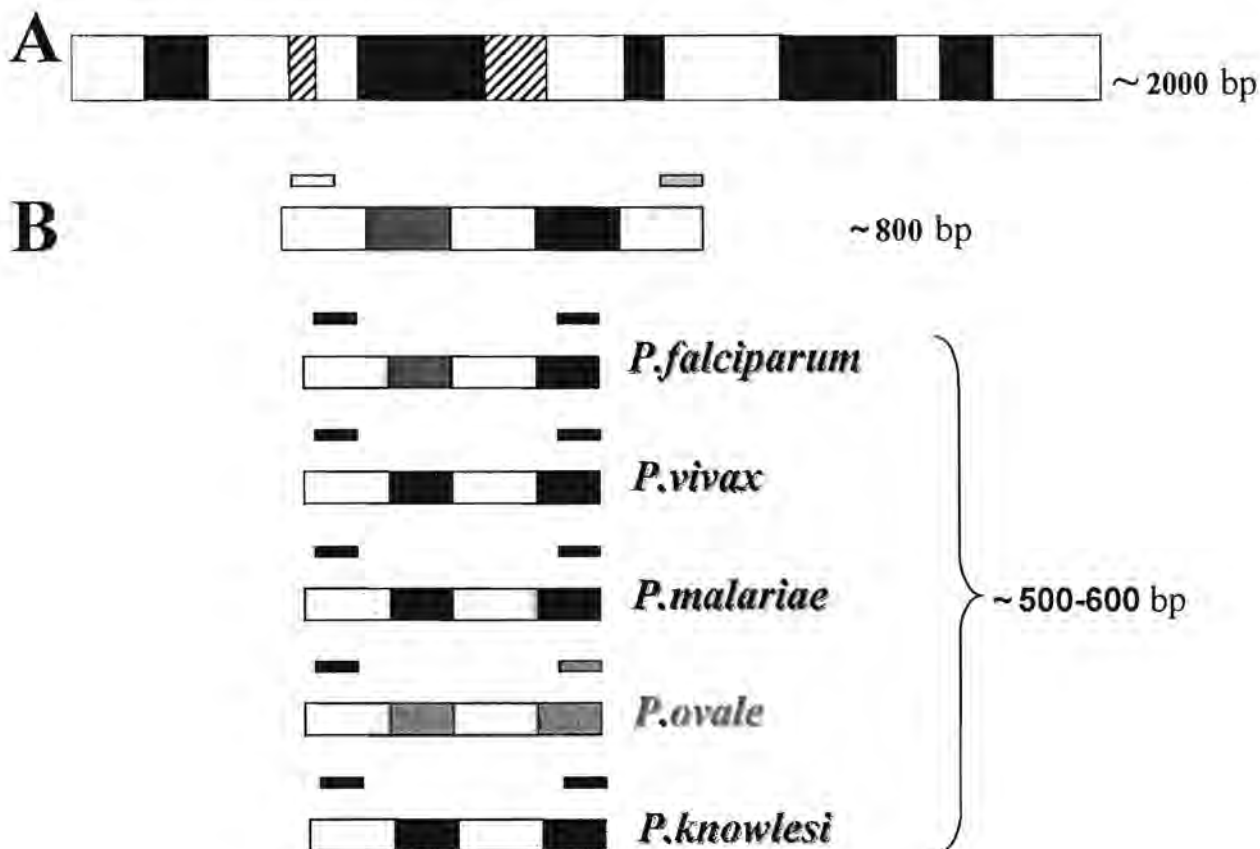 A
~ 2000 bp
B
~ 800 bp
P.falciparum
P.vivax
P.malariae
~ 500-600 bp
P.ovale
P.knowlesi